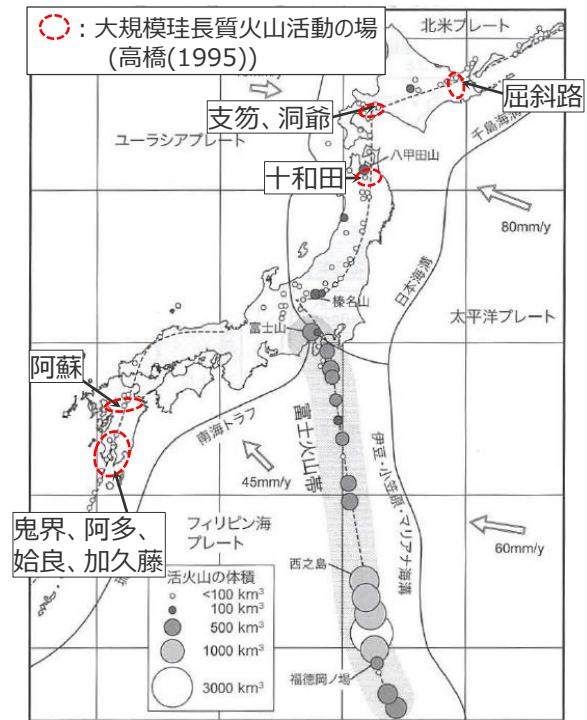 ：大規模珪長質火山活動の場
(高橋(1995))
北米プレート
屈斜路
支笏、洞爺
ユーラシアプレート
千島海溝
八甲田山
十和田
80mm/y
日本海溝
榛名山
太平洋プレート
富士山
阿蘇
南海トラフ
富士火山帯
伊豆・小笠原・マリアナ海溝
45mm/y
鬼界、阿多、
姶良、加久藤
フィリピン海
プレート
60mm/y
西之島
活火山の体積
<100 km³
100 km³
500 km³
1000 km³
3000 km³
福徳岡ノ場